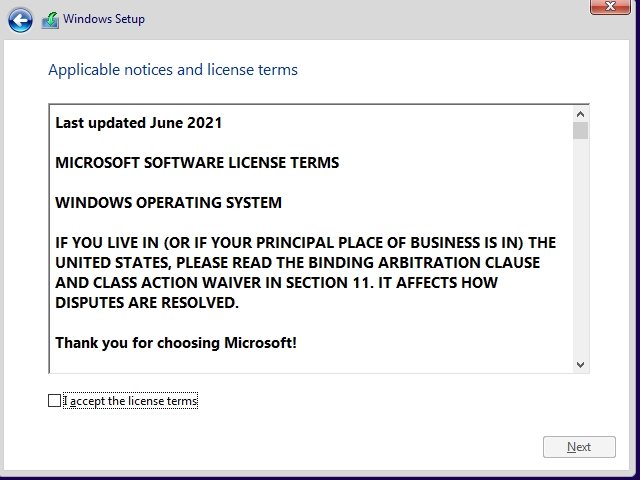 Windows Setup
Applicable notices and license terms
Last updated June 2021
MICROSOFT SOFTWARE LICENSE TERMS
WINDOWS OPERATING SYSTEM
IF YOU LIVE IN (OR IF YOUR PRINCIPAL PLACE OF BUSINESS IS IN) THE
UNITED STATES, PLEASE READ THE BINDING ARBITRATION CLAUSE
AND CLASS ACTION WAIVER IN SECTION 11. IT AFFECTS HOW
DISPUTES ARE RESOLVED.
Thank you for choosing Microsoft!
I accept the license terms
Next